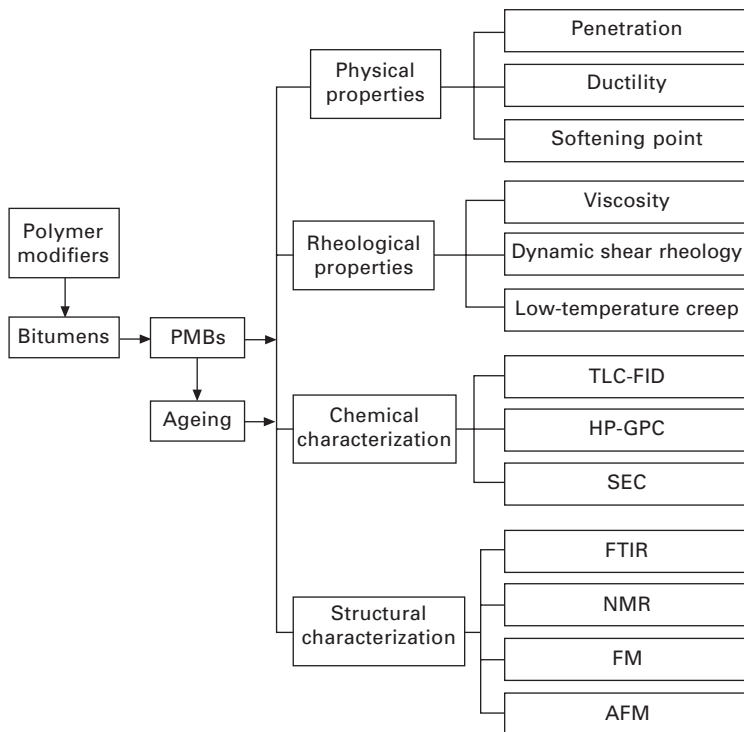 Polymer
modifiers
Bitumens
PMBs
Ageing
Physical
properties
Penetration
Ductility
Softening point
Rheological
properties
Viscosity
Dynamic shear rheology
Low-temperature creep
Chemical
characterization
TLC-FID
HP-GPC
SEC
Structural
characterization
FTIR
NMR
FM
AFM